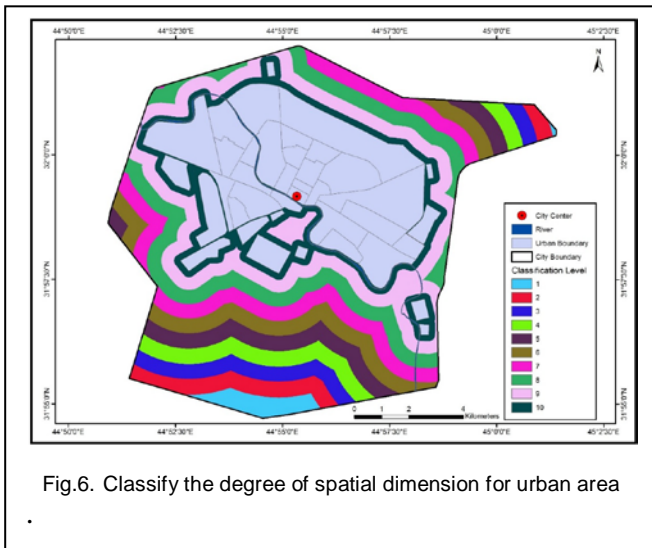 44°50'0"E 44°52'30"E 44°55'0"E 44°57'30"E 45°0'0"E 45°2'30"E
N
32°0'0"N 32°0'0"N
City Center
River
Urban Boundary
City Boundary
Classification Level
1
2
3
4
5
6
7
8
9
10
31°57'30"N 31°57'30"N
31°55'0"N 31°55'0"N
0 1 2 4
Kilometers
44°50'0"E 44°52'30"E 44°55'0"E 44°57'30"E 45°0'0"E 45°2'30"E
Fig.6. Classify the degree of spatial dimension for urban area
.